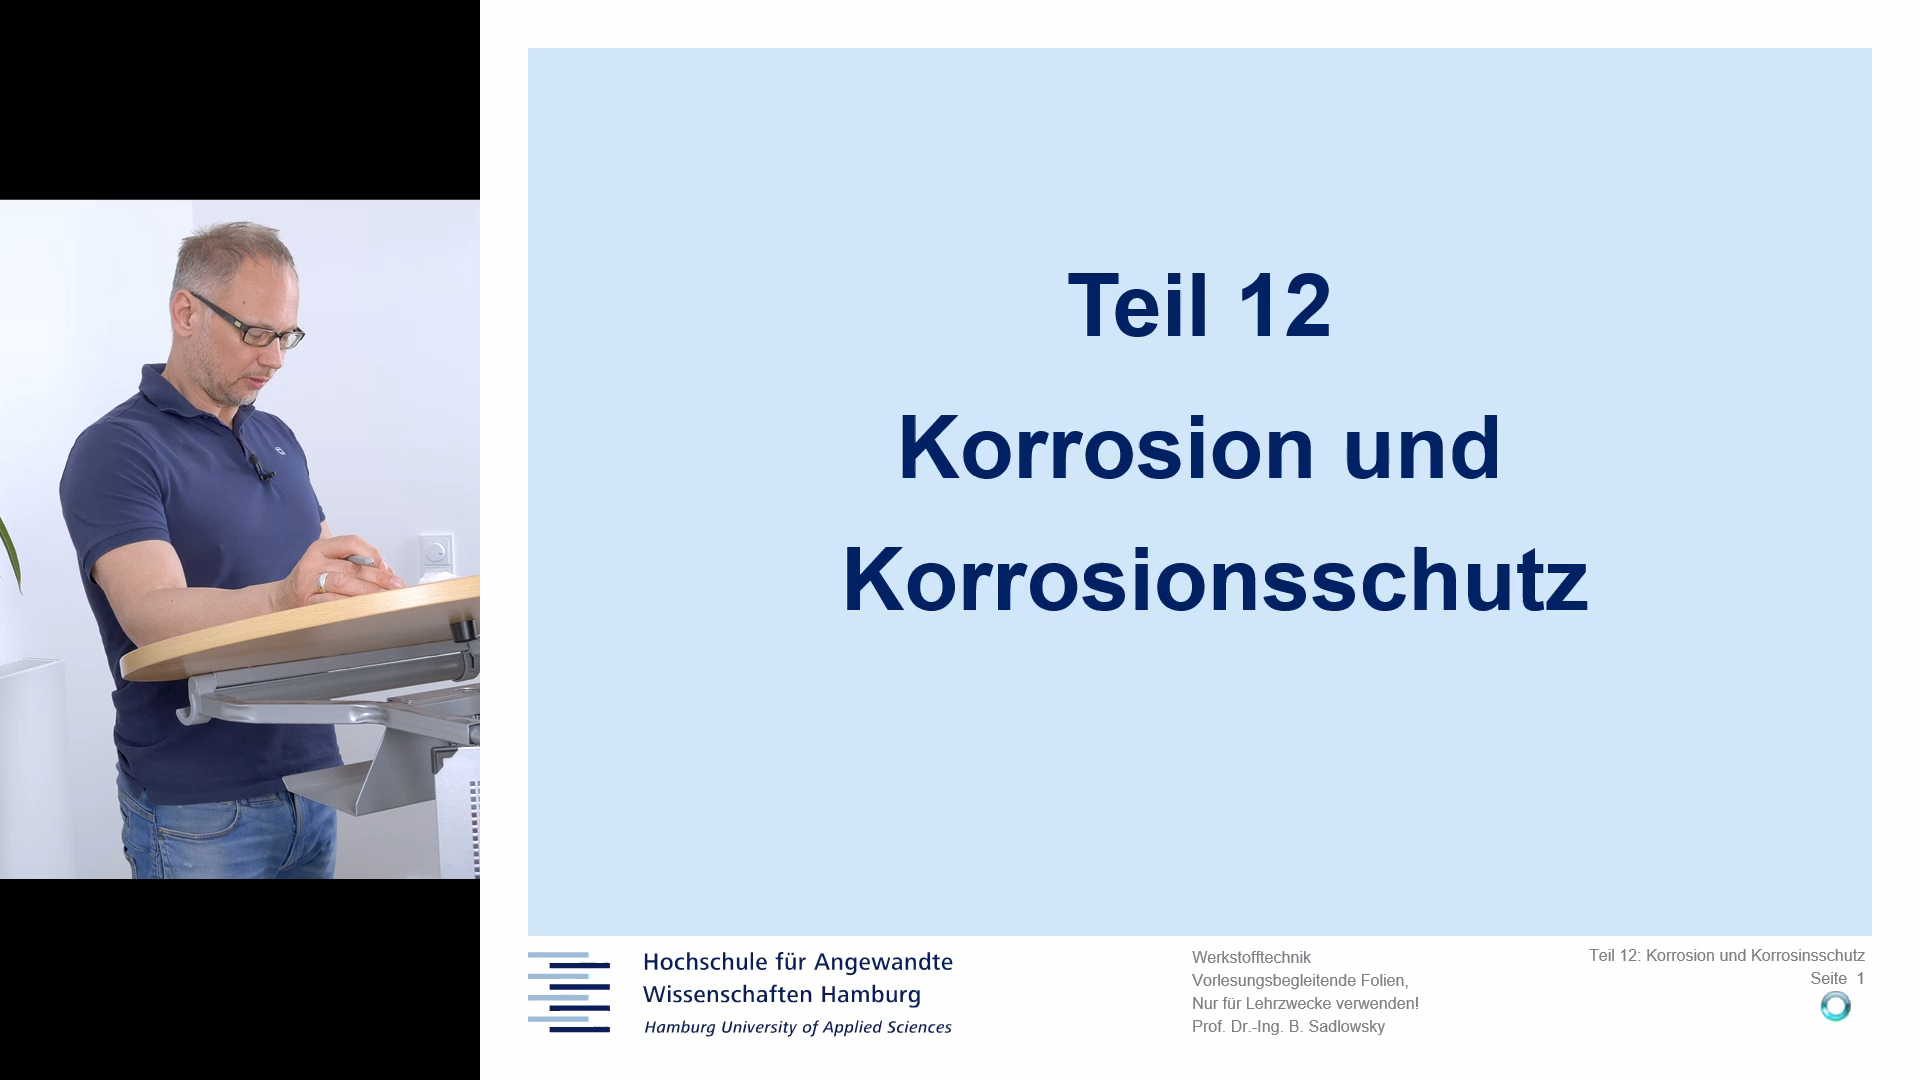 Teil 12
Korrosion und
Korrosionsschutz
Hochschule für Angewandte
Wissenschaften Hamburg
Hamburg University of Applied Sciences
Werkstofftechnik
Vorlesungsbegleitende Folien,
Nur für Lehrzwecke verwenden!
Prof. Dr.-Ing. B. Sadlowsky
Teil 12: Korrosion und Korrosinsschutz
Seite 1